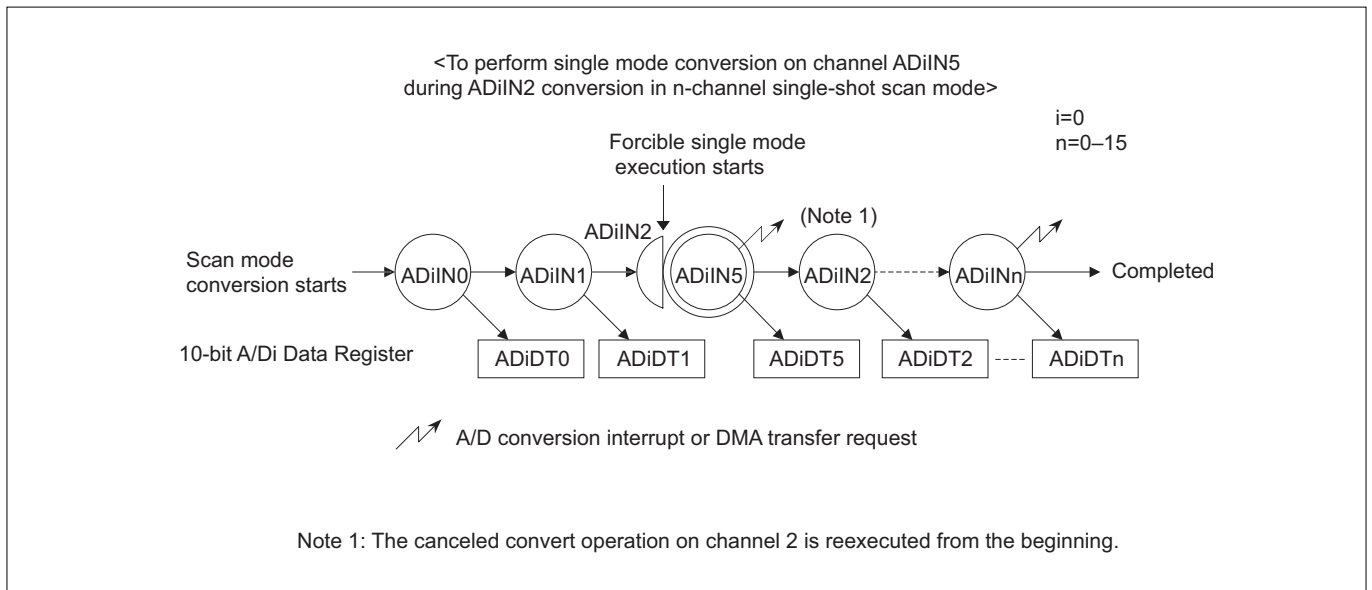 <To perform single mode conversion on channel ADiIN5
during ADiIN2 conversion in n-channel single-shot scan mode>
i=0
n=0–15
Forcible single mode
execution starts
ADiIN2
(Note 1)
Scan mode
conversion starts
ADiIN0
ADiIN1
ADiIN5
ADiIN2
ADiINn
Completed
10-bit A/Di Data Register
ADiDT0
ADiDT1
ADiDT5
ADiDT2
ADiDTn
A/D conversion interrupt or DMA transfer request
Note 1: The canceled convert operation on channel 2 is reexecuted from the beginning.